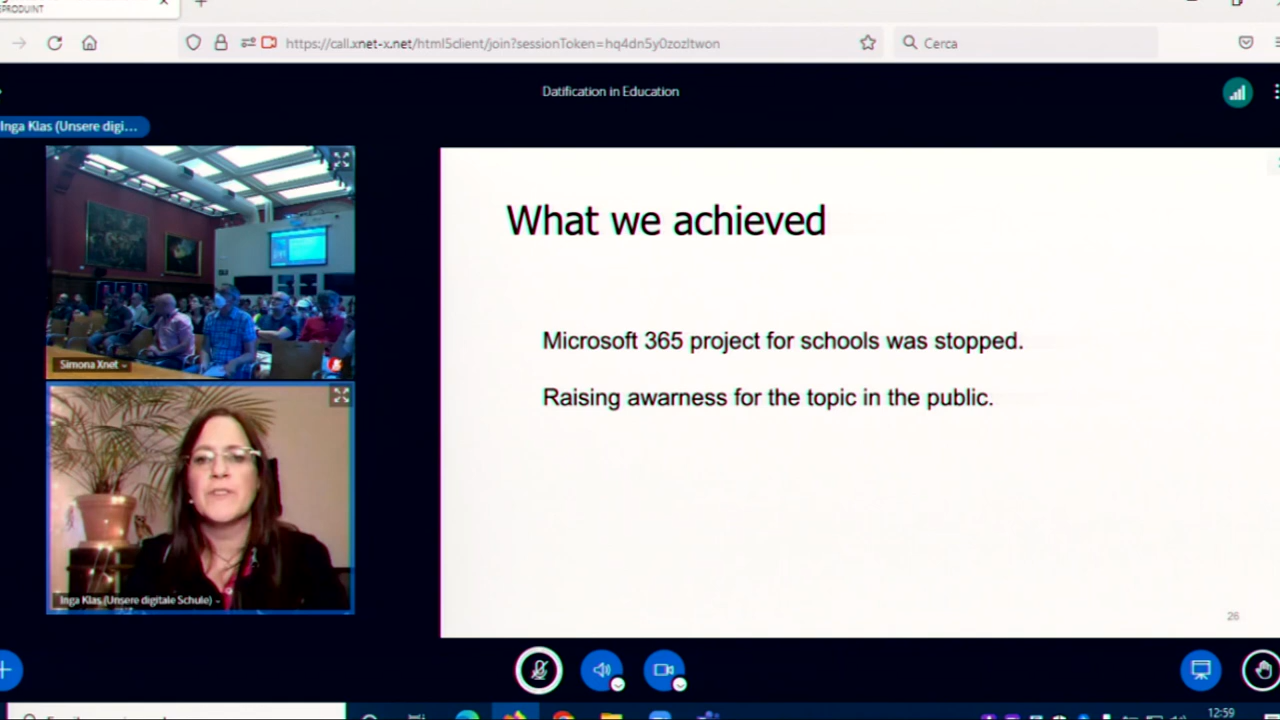 REPRODUINT
https://call.xnet-x.net/html5client/join?sessionToken=hq4dn5y0zozltwon
Cerca
Datification in Education
Inga Klas (Unsere digi...
Simona Xnet
Inga Klas (Unsere digitale Schule)
What we achieved
Microsoft 365 project for schools was stopped.
Raising awarness for the topic in the public.
26
12:59